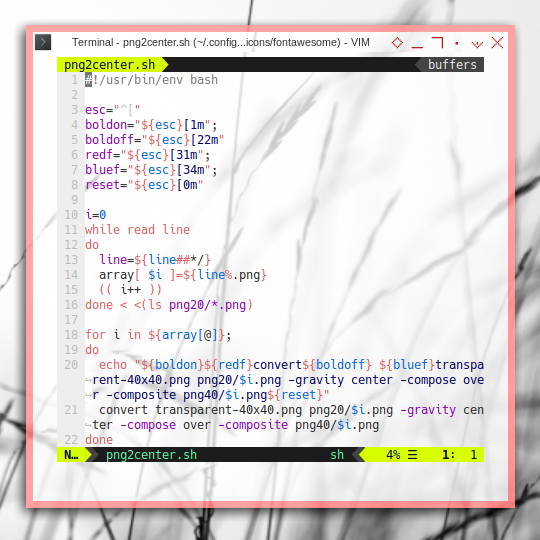 Terminal - png2center.sh (~/.config...icons/fontawesome) - VIM
png2center.sh buffers
1 #!/usr/bin/env bash
2
3 esc="^["
4 boldon="${esc}[1m";
5 boldoff="${esc}[22m"
6 redf="${esc}[31m";
7 bluef="${esc}[34m";
8 reset="${esc}[0m"
9
10 i=0
11 while read line
12 do
13   line=${line##*/}
14   array[ $i ]=${line%.png}
15   (( i++ ))
16 done < <(ls png20/*.png)
17
18 for i in ${array[@]};
19 do
20   echo "${boldon}${redf}convert${boldoff} ${bluef}transpa
rent-40x40.png png20/$i.png -gravity center -compose ove
r -composite png40/$i.png${reset}"
21   convert transparent-40x40.png png20/$i.png -gravity cen
ter -compose over -composite png40/$i.png
22 done
N… png2center.sh sh 4% ☰ 1: 1